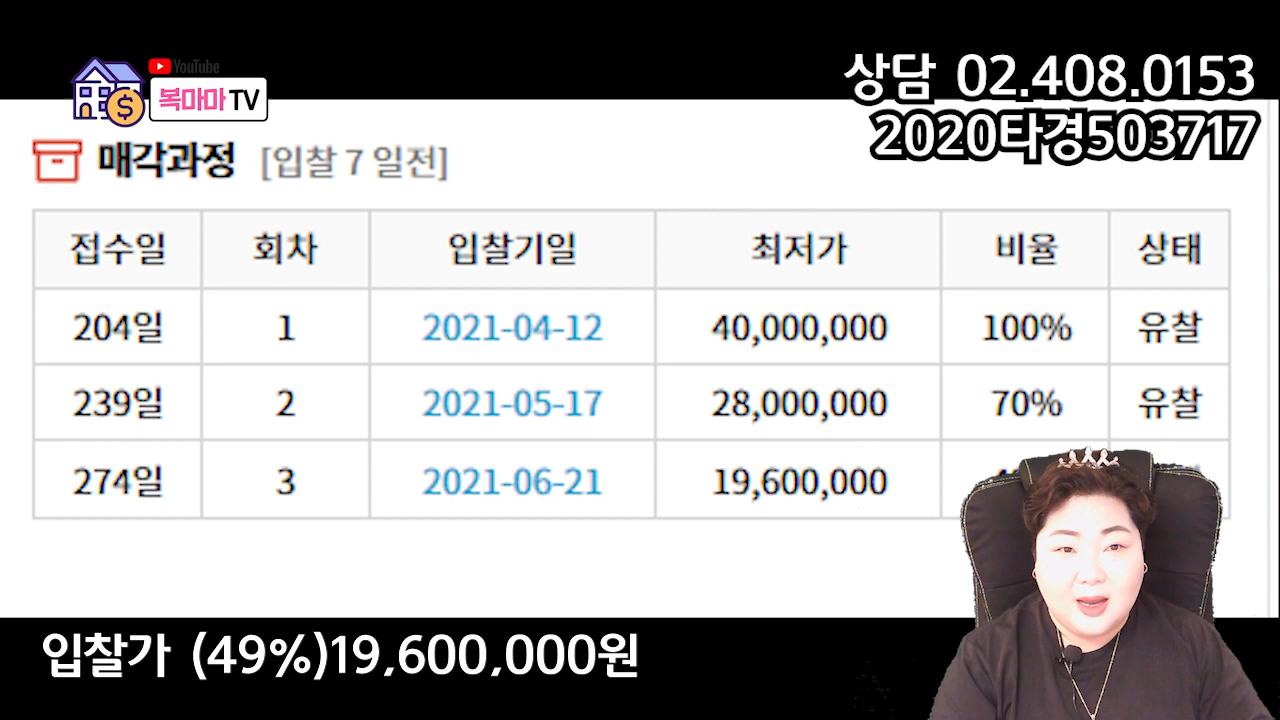 YouTube
복마마 TV
상담 02.408.0153
2020타경503717
매각과정 [입찰 7 일전]
접수일 회차 입찰기일 최저가 비율 상태
204일 1 2021-04-12 40,000,000 100% 유찰
239일 2 2021-05-17 28,000,000 70% 유찰
274일 3 2021-06-21 19,600,000
입찰가 (49%)19,600,000원